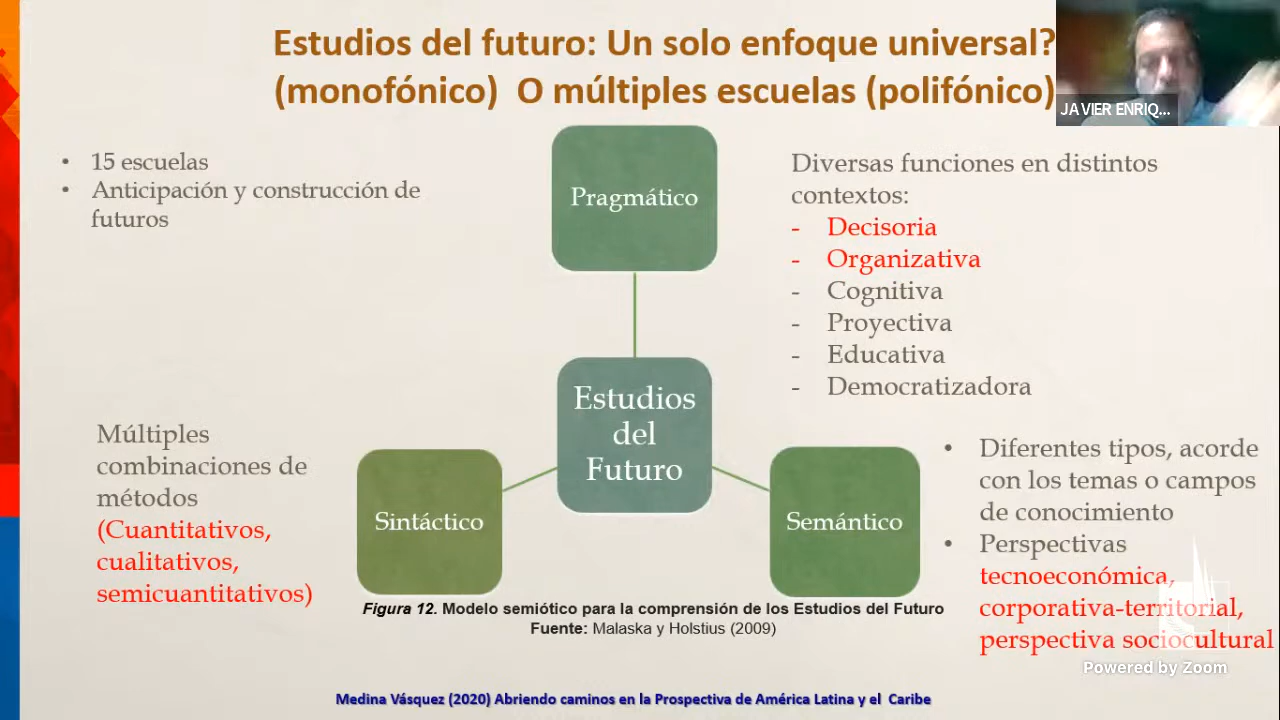 Estudios del futuro: Un solo enfoque universal?
(monofónico) O múltiples escuelas (polifónico)
JAVIER ENRIQ...
• 15 escuelas
• Anticipación y construcción de
futuros
Pragmático
Diversas funciones en distintos
contextos:
- Decisoria
- Organizativa
- Cognitiva
- Proyectiva
- Educativa
- Democratizadora
Estudios
del
Futuro
Múltiples
combinaciones de
métodos
(Cuantitativos,
cualitativos,
semicuantitativos)
Sintáctico
Semántico
• Diferentes tipos, acorde
con los temas o campos
de conocimiento
• Perspectivas
tecnoeconómica,
corporativa-territorial,
perspectiva sociocultural
Figura 12. Modelo semiótico para la comprensión de los Estudios del Futuro
Fuente: Malaska y Holstius (2009)
Powered by Zoom
Medina Vásquez (2020) Abriendo caminos en la Prospectiva de América Latina y el Caribe